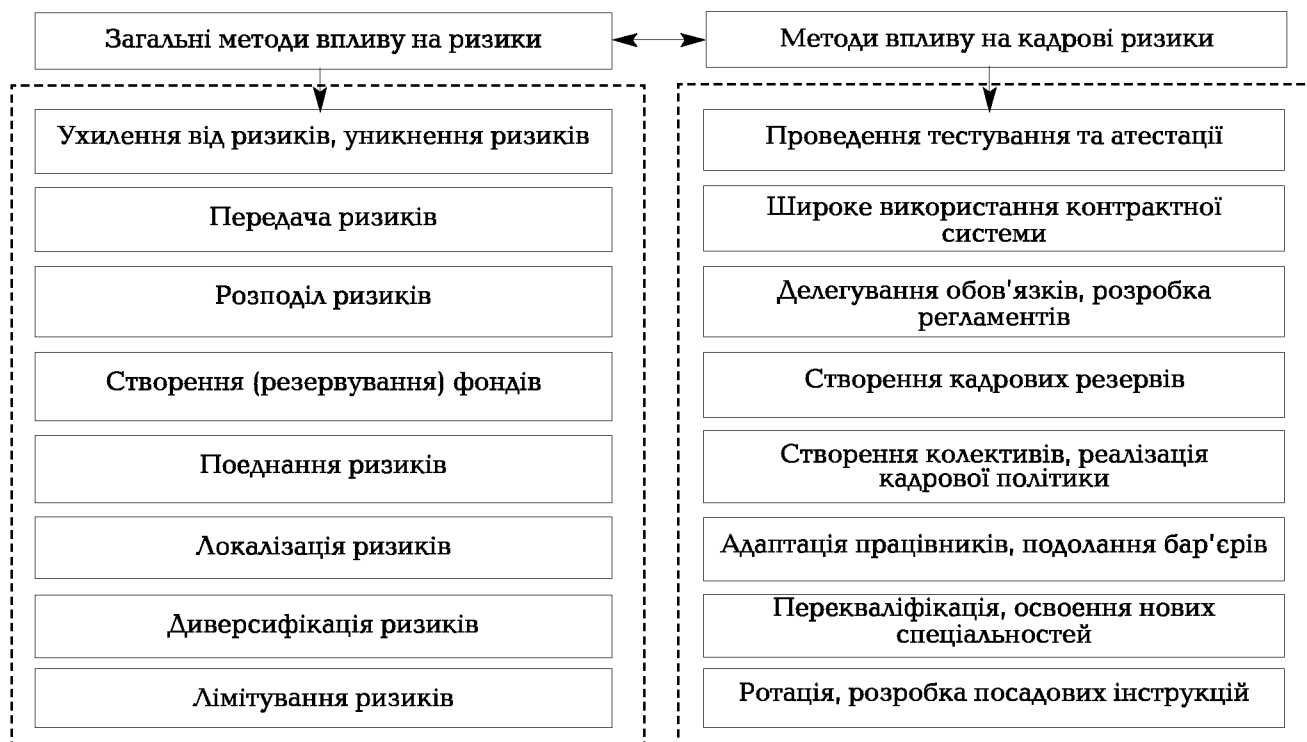 Загальні методи впливу на ризики
Методи впливу на кадрові ризики
Ухилення від ризиків, уникнення ризиків
Передача ризиків
Розподіл ризиків
Створення (резервування) фондів
Поєднання ризиків
Локалізація ризиків
Диверсифікація ризиків
Лімітування ризиків
Проведення тестування та атестації
Широке використання контрактної
системи
Делегування обов’язків, розробка
регламентів
Створення кадрових резервів
Створення колективів, реалізація
кадрової політики
Адаптація працівників, подолання бар’єрів
Перекваліфікація, освоення нових
спеціальностей
Ротація, розробка посадових інструкцій